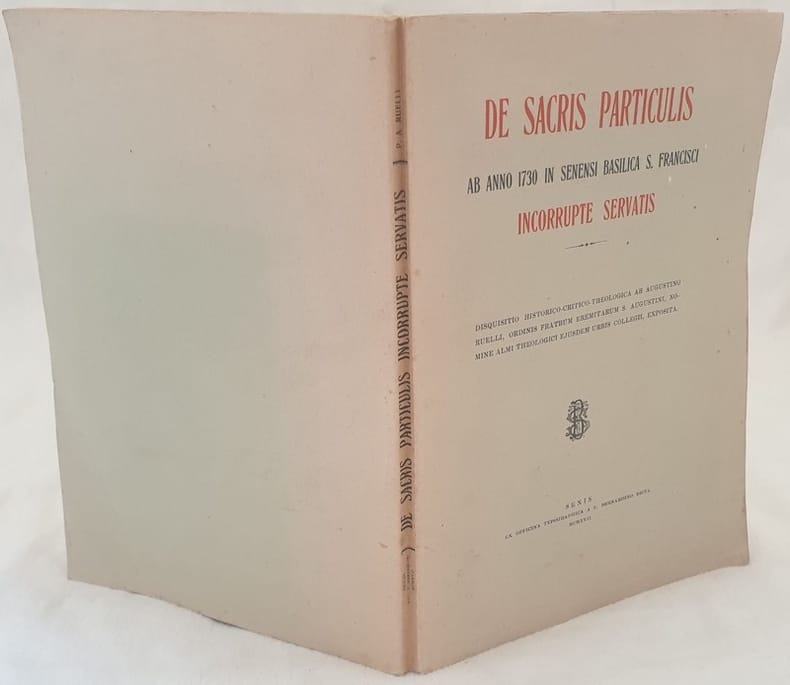 DE SACRIS PARTICULIS
AB ANNO 1730 IN SENENSI BASILICA S. FRANCISCI
INCORRUPTE SERVATIS
DISQUISITIO HISTORICO-CRITICO-THEOLOGICA AB AUGUSTINO
RUELLI, ORDINIS FRATRUM EREMITARUM S. AUGUSTINI, NO-
MINE ALMI THEOLOGICI EJUSDEM URBIS COLLEGII, EXPOSITA.
SENIS
EX OFFICINA TYPOGRAPHICA A S. BERNARDINO DICTA
P. A. RUELLI
DE SACRIS PARTICULIS INCORRUPTE SERVATIS